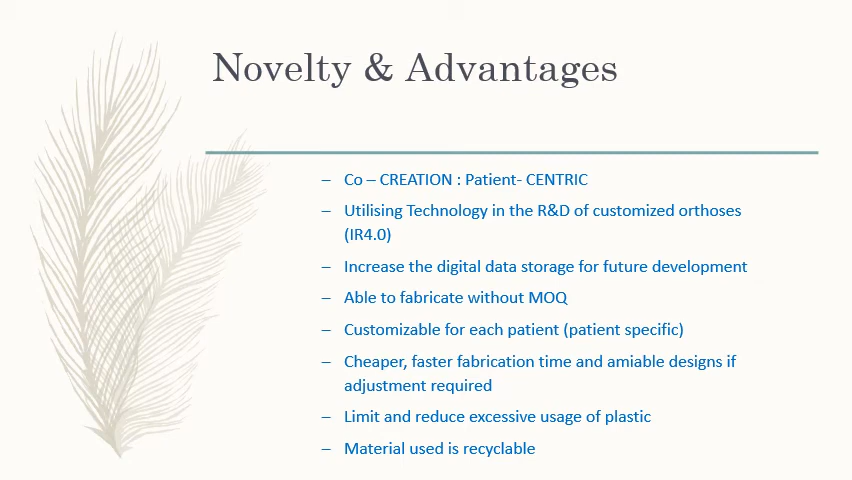 Novelty & Advantages
– Co – CREATION : Patient- CENTRIC
– Utilising Technology in the R&D of customized orthoses
(IR4.0)
– Increase the digital data storage for future development
– Able to fabricate without MOQ
– Customizable for each patient (patient specific)
– Cheaper, faster fabrication time and amiable designs if
adjustment required
– Limit and reduce excessive usage of plastic
– Material used is recyclable